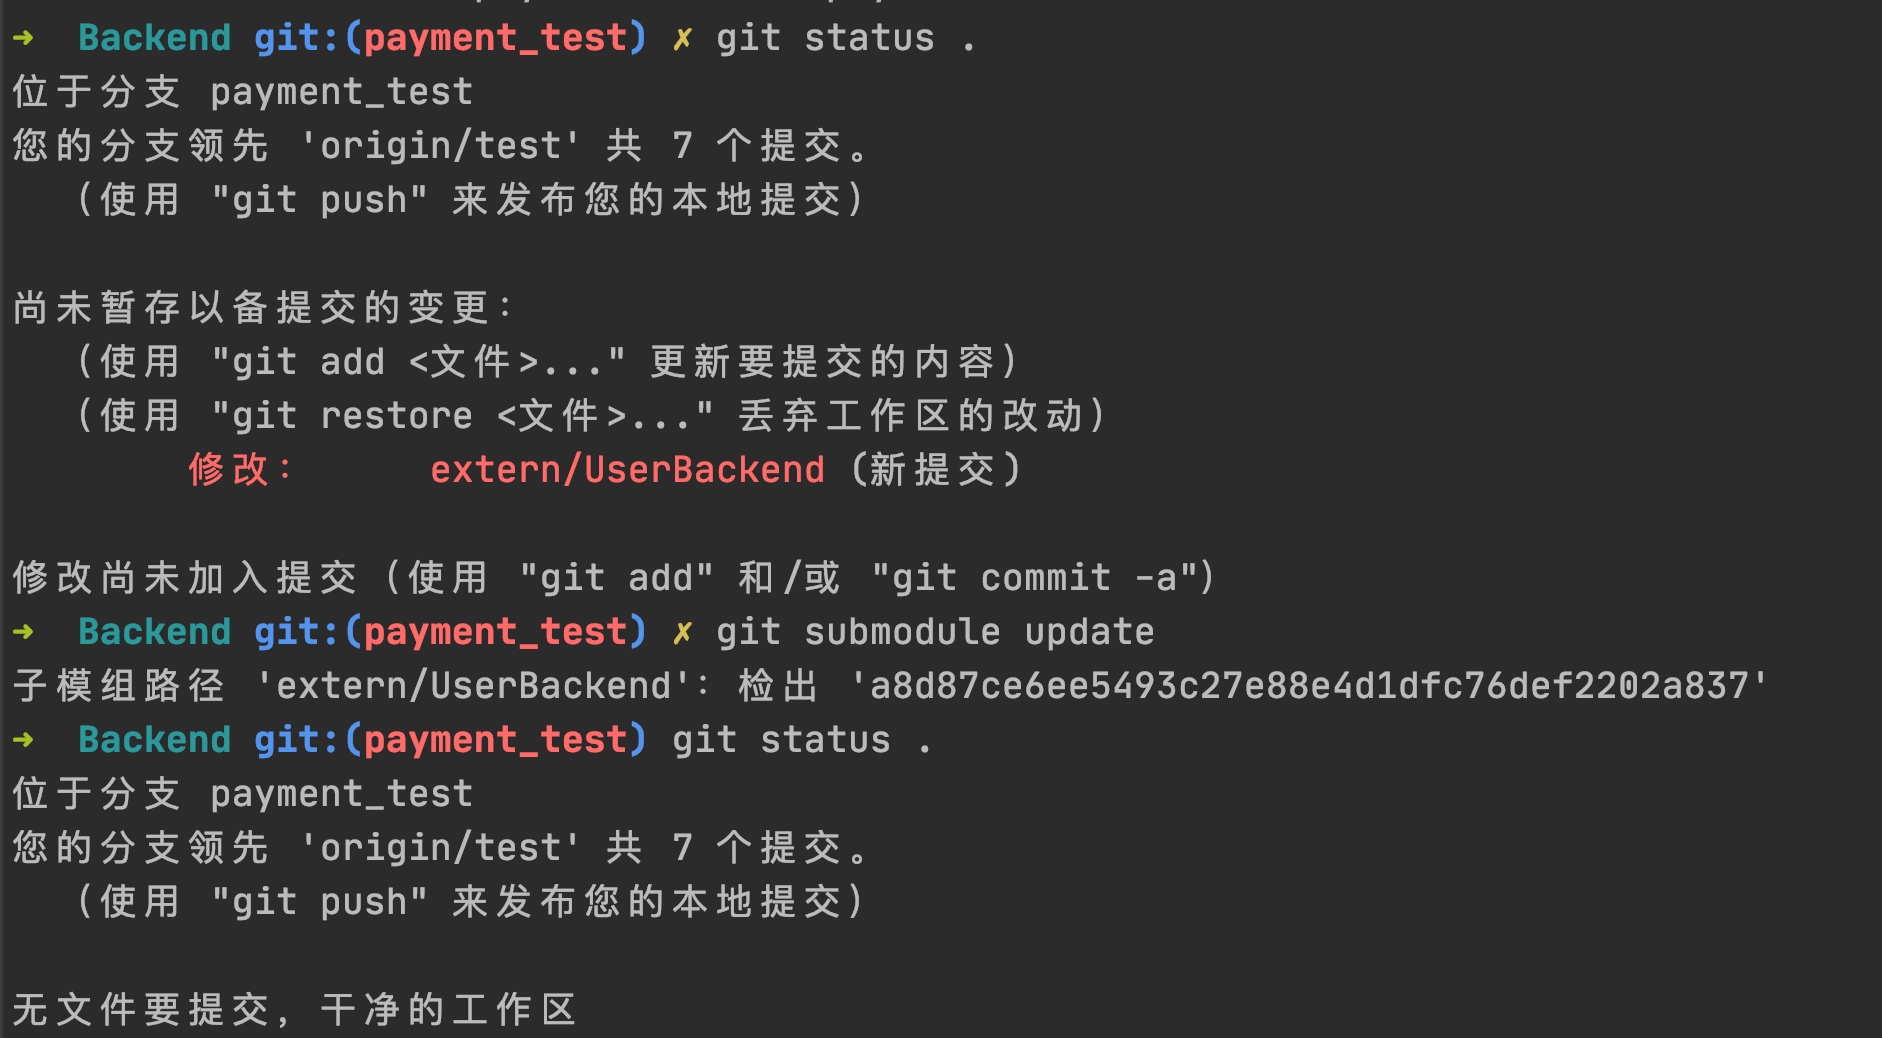 ➜  Backend git:(payment_test) ✗ git status .
位于分支 payment_test
您的分支领先 'origin/test' 共 7 个提交。
  （使用 "git push" 来发布您的本地提交）
尚未暂存以备提交的变更：
  （使用 "git add <文件>..." 更新要提交的内容）
  （使用 "git restore <文件>..." 丢弃工作区的改动）
        修改：     extern/UserBackend (新提交)
修改尚未加入提交（使用 "git add" 和/或 "git commit -a"）
➜  Backend git:(payment_test) ✗ git submodule update
子模组路径 'extern/UserBackend'：检出 'a8d87ce6ee5493c27e88e4d1dfc76def2202a837'
➜  Backend git:(payment_test) git status .
位于分支 payment_test
您的分支领先 'origin/test' 共 7 个提交。
  （使用 "git push" 来发布您的本地提交）
无文件要提交，干净的工作区